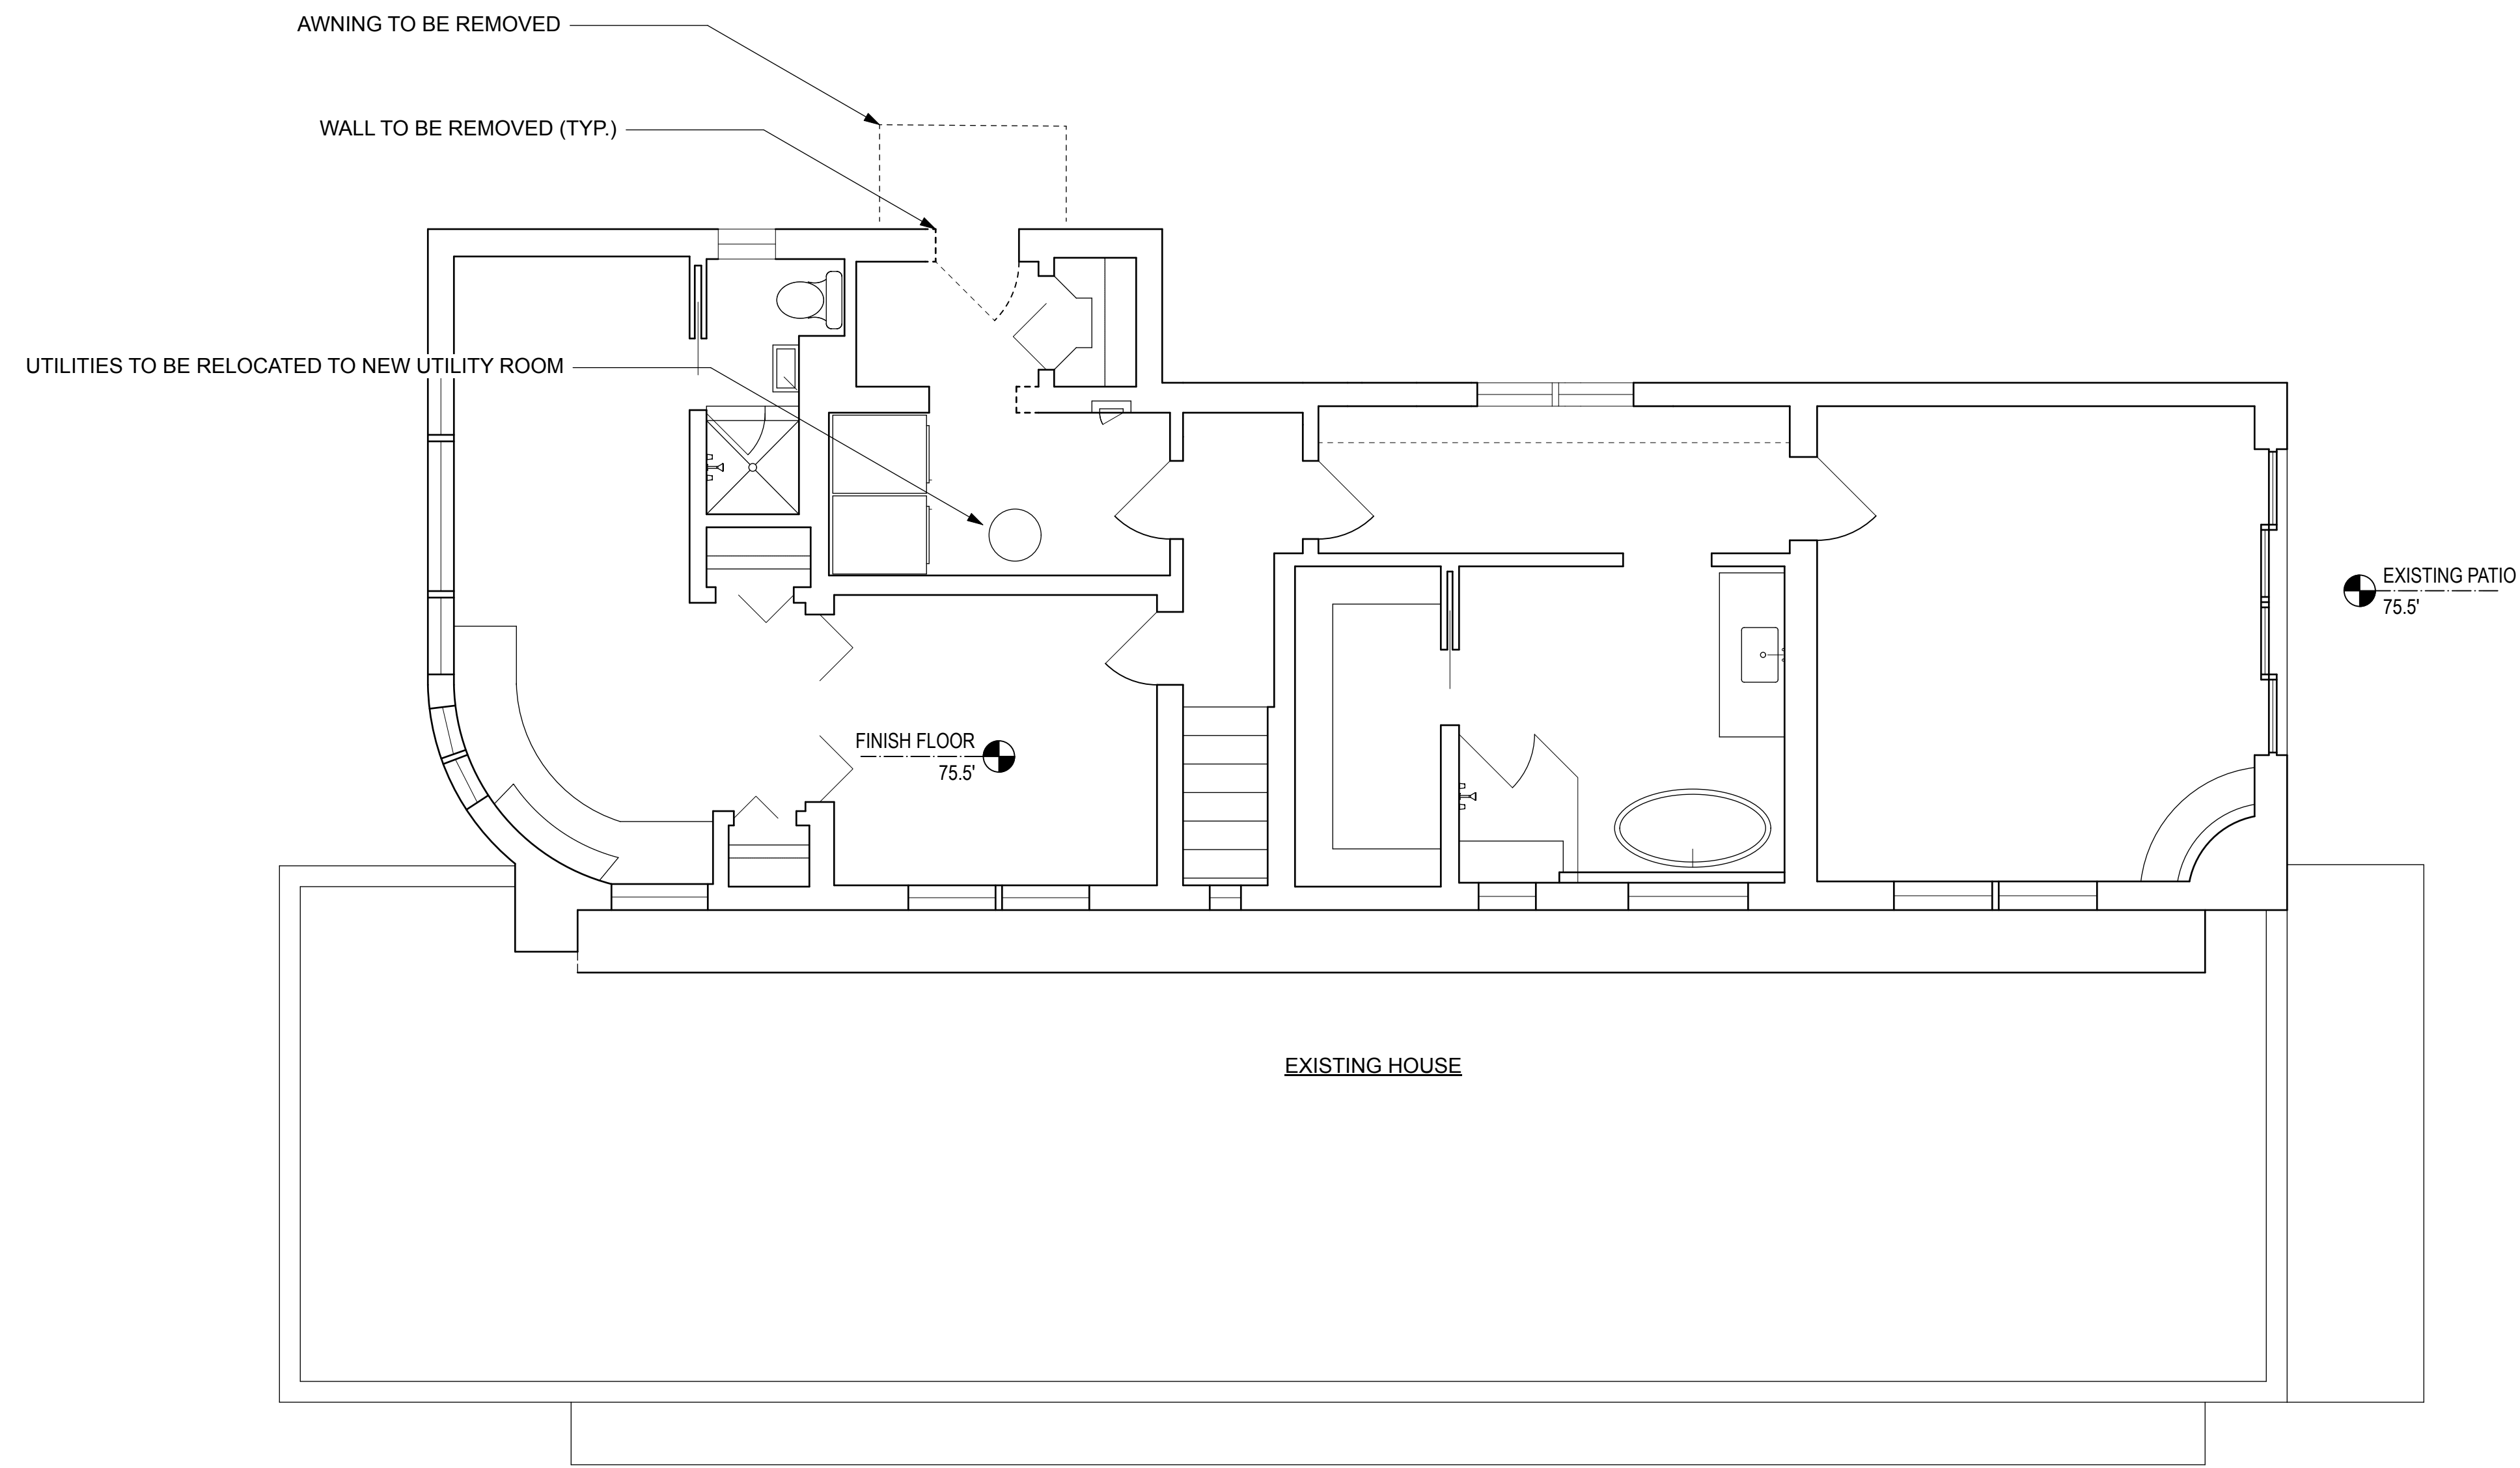 AWNING TO BE REMOVED
WALL TO BE REMOVED (TYP.)
UTILITIES TO BE RELOCATED TO NEW UTILITY ROOM
EXISTING PATIO
75.5'
FINISH FLOOR
75.5'
EXISTING HOUSE